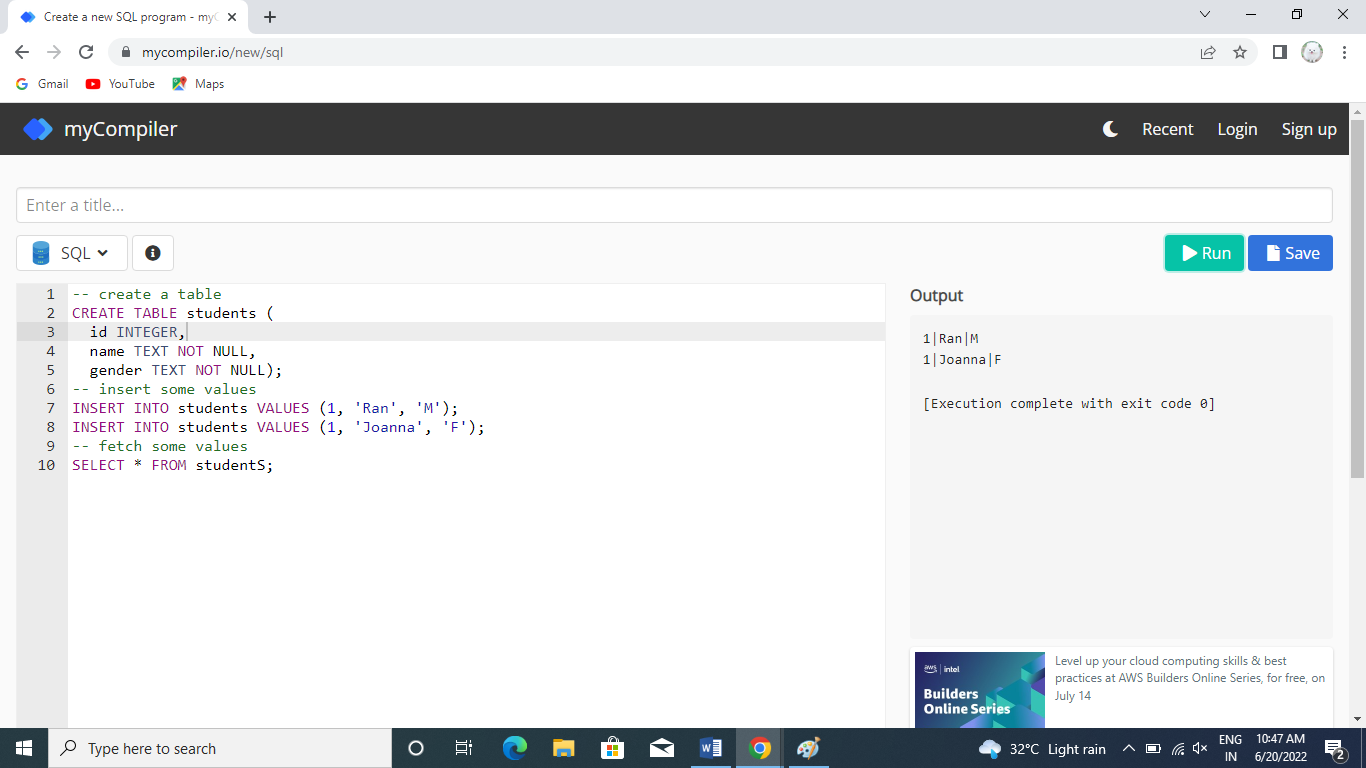 Create a new SQL program - myC
mycompiler.io/new/sql
Gmail YouTube Maps
myCompiler Recent Login Sign up
Enter a title...
SQL Run Save
1 -- create a table
2 CREATE TABLE students (
3 id INTEGER,
4 name TEXT NOT NULL,
5 gender TEXT NOT NULL);
6 -- insert some values
7 INSERT INTO students VALUES (1, 'Ran', 'M');
8 INSERT INTO students VALUES (1, 'Joanna', 'F');
9 -- fetch some values
10 SELECT * FROM studentS;
Output
1|Ran|M
1|Joanna|F
[Execution complete with exit code 0]
aws | intel
Builders
Online Series
Level up your cloud computing skills & best
practices at AWS Builders Online Series, for free, on
July 14
Type here to search
32°C Light rain
ENG
IN
10:47 AM
6/20/2022
2